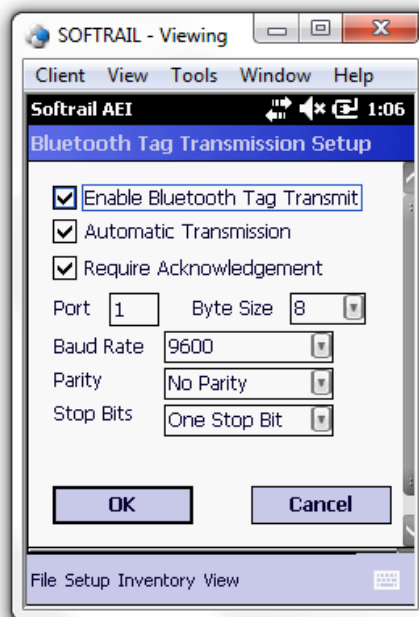 SOFTRAIL - Viewing
Client View Tools Window Help
Softrail AEI 1:06
Bluetooth Tag Transmission Setup
Enable Bluetooth Tag Transmit
Automatic Transmission
Require Acknowledgement
Port 1 Byte Size 8
Baud Rate 9600
Parity No Parity
Stop Bits One Stop Bit
OK Cancel
File Setup Inventory View